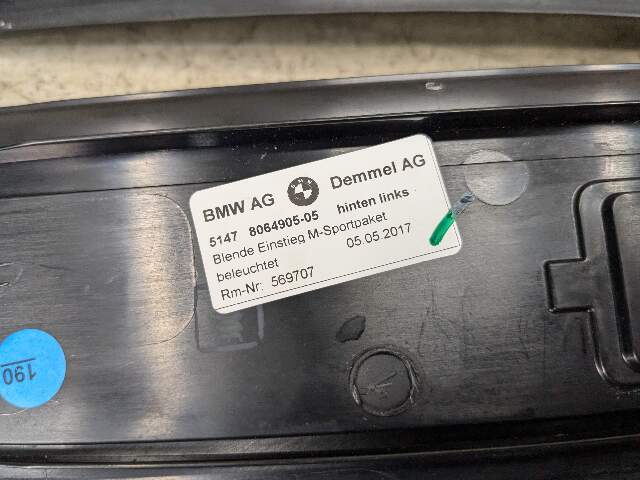 BMW AG Demmel AG
5147 8064905-05 hinten links
Blende Einstieg M-Sportpaket
beleuchtet 05.05.2017
Rm-Nr: 569707
190